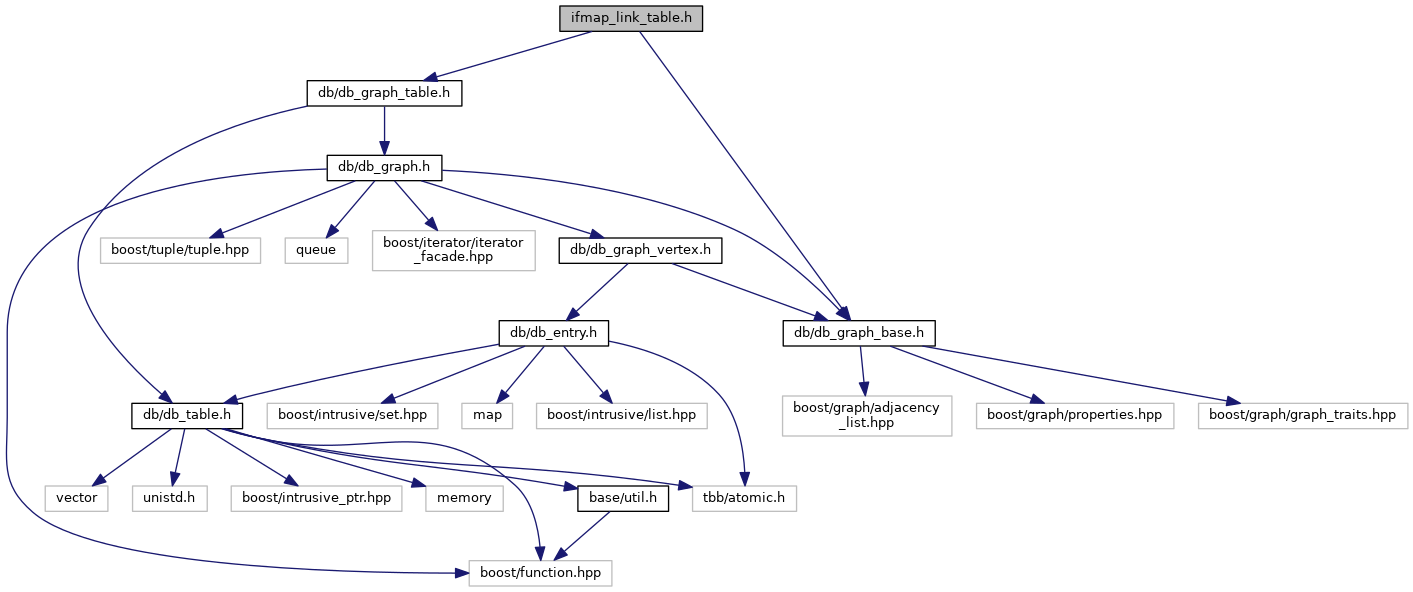 ifmap_link_table.h
db/db_graph_table.h
db/db_graph.h
boost/tuple/tuple.hpp
queue
boost/iterator/iterator
_facade.hpp
db/db_graph_vertex.h
db/db_entry.h
db/db_graph_base.h
db/db_table.h
boost/intrusive/set.hpp
map
boost/intrusive/list.hpp
boost/graph/adjacency
_list.hpp
boost/graph/properties.hpp
boost/graph/graph_traits.hpp
vector
unistd.h
boost/intrusive_ptr.hpp
memory
base/util.h
tbb/atomic.h
boost/function.hpp